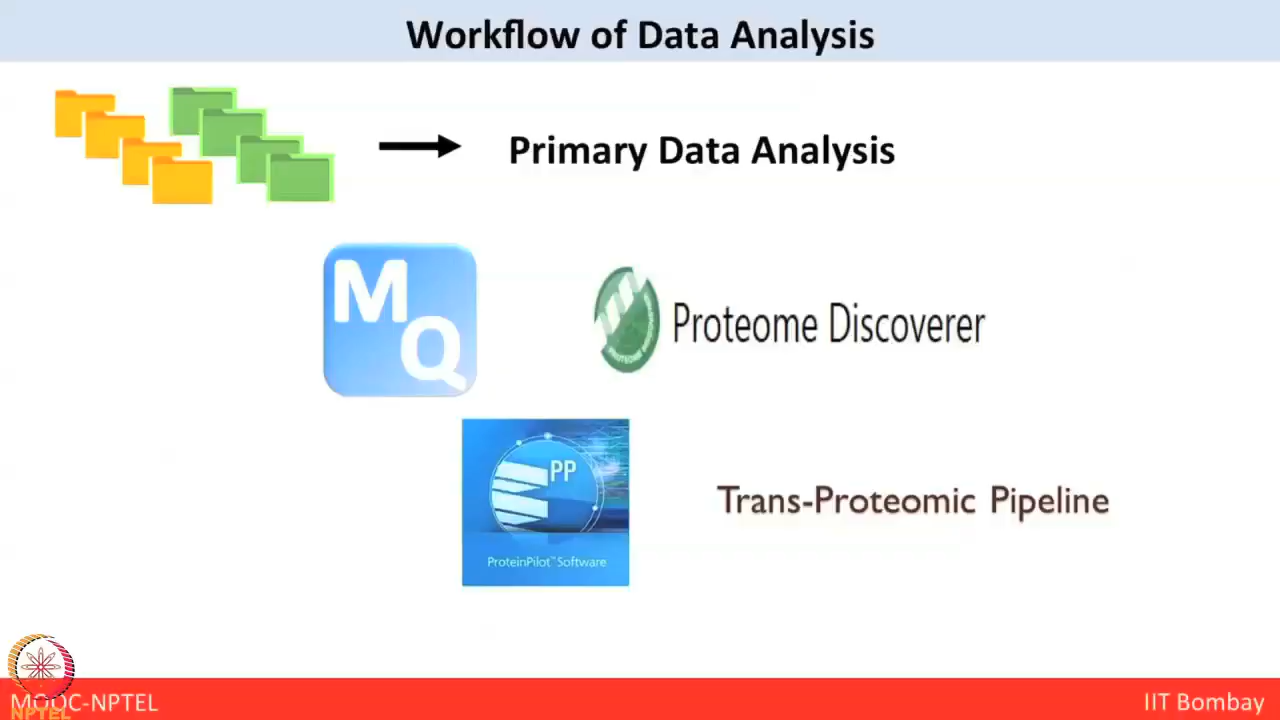 Workflow of Data Analysis
Primary Data Analysis
M
Q
Proteome Discoverer
PP
ProteinPilot™ Software
Trans-Proteomic Pipeline
MOOC-NPTEL
NPTEL
IIT Bombay